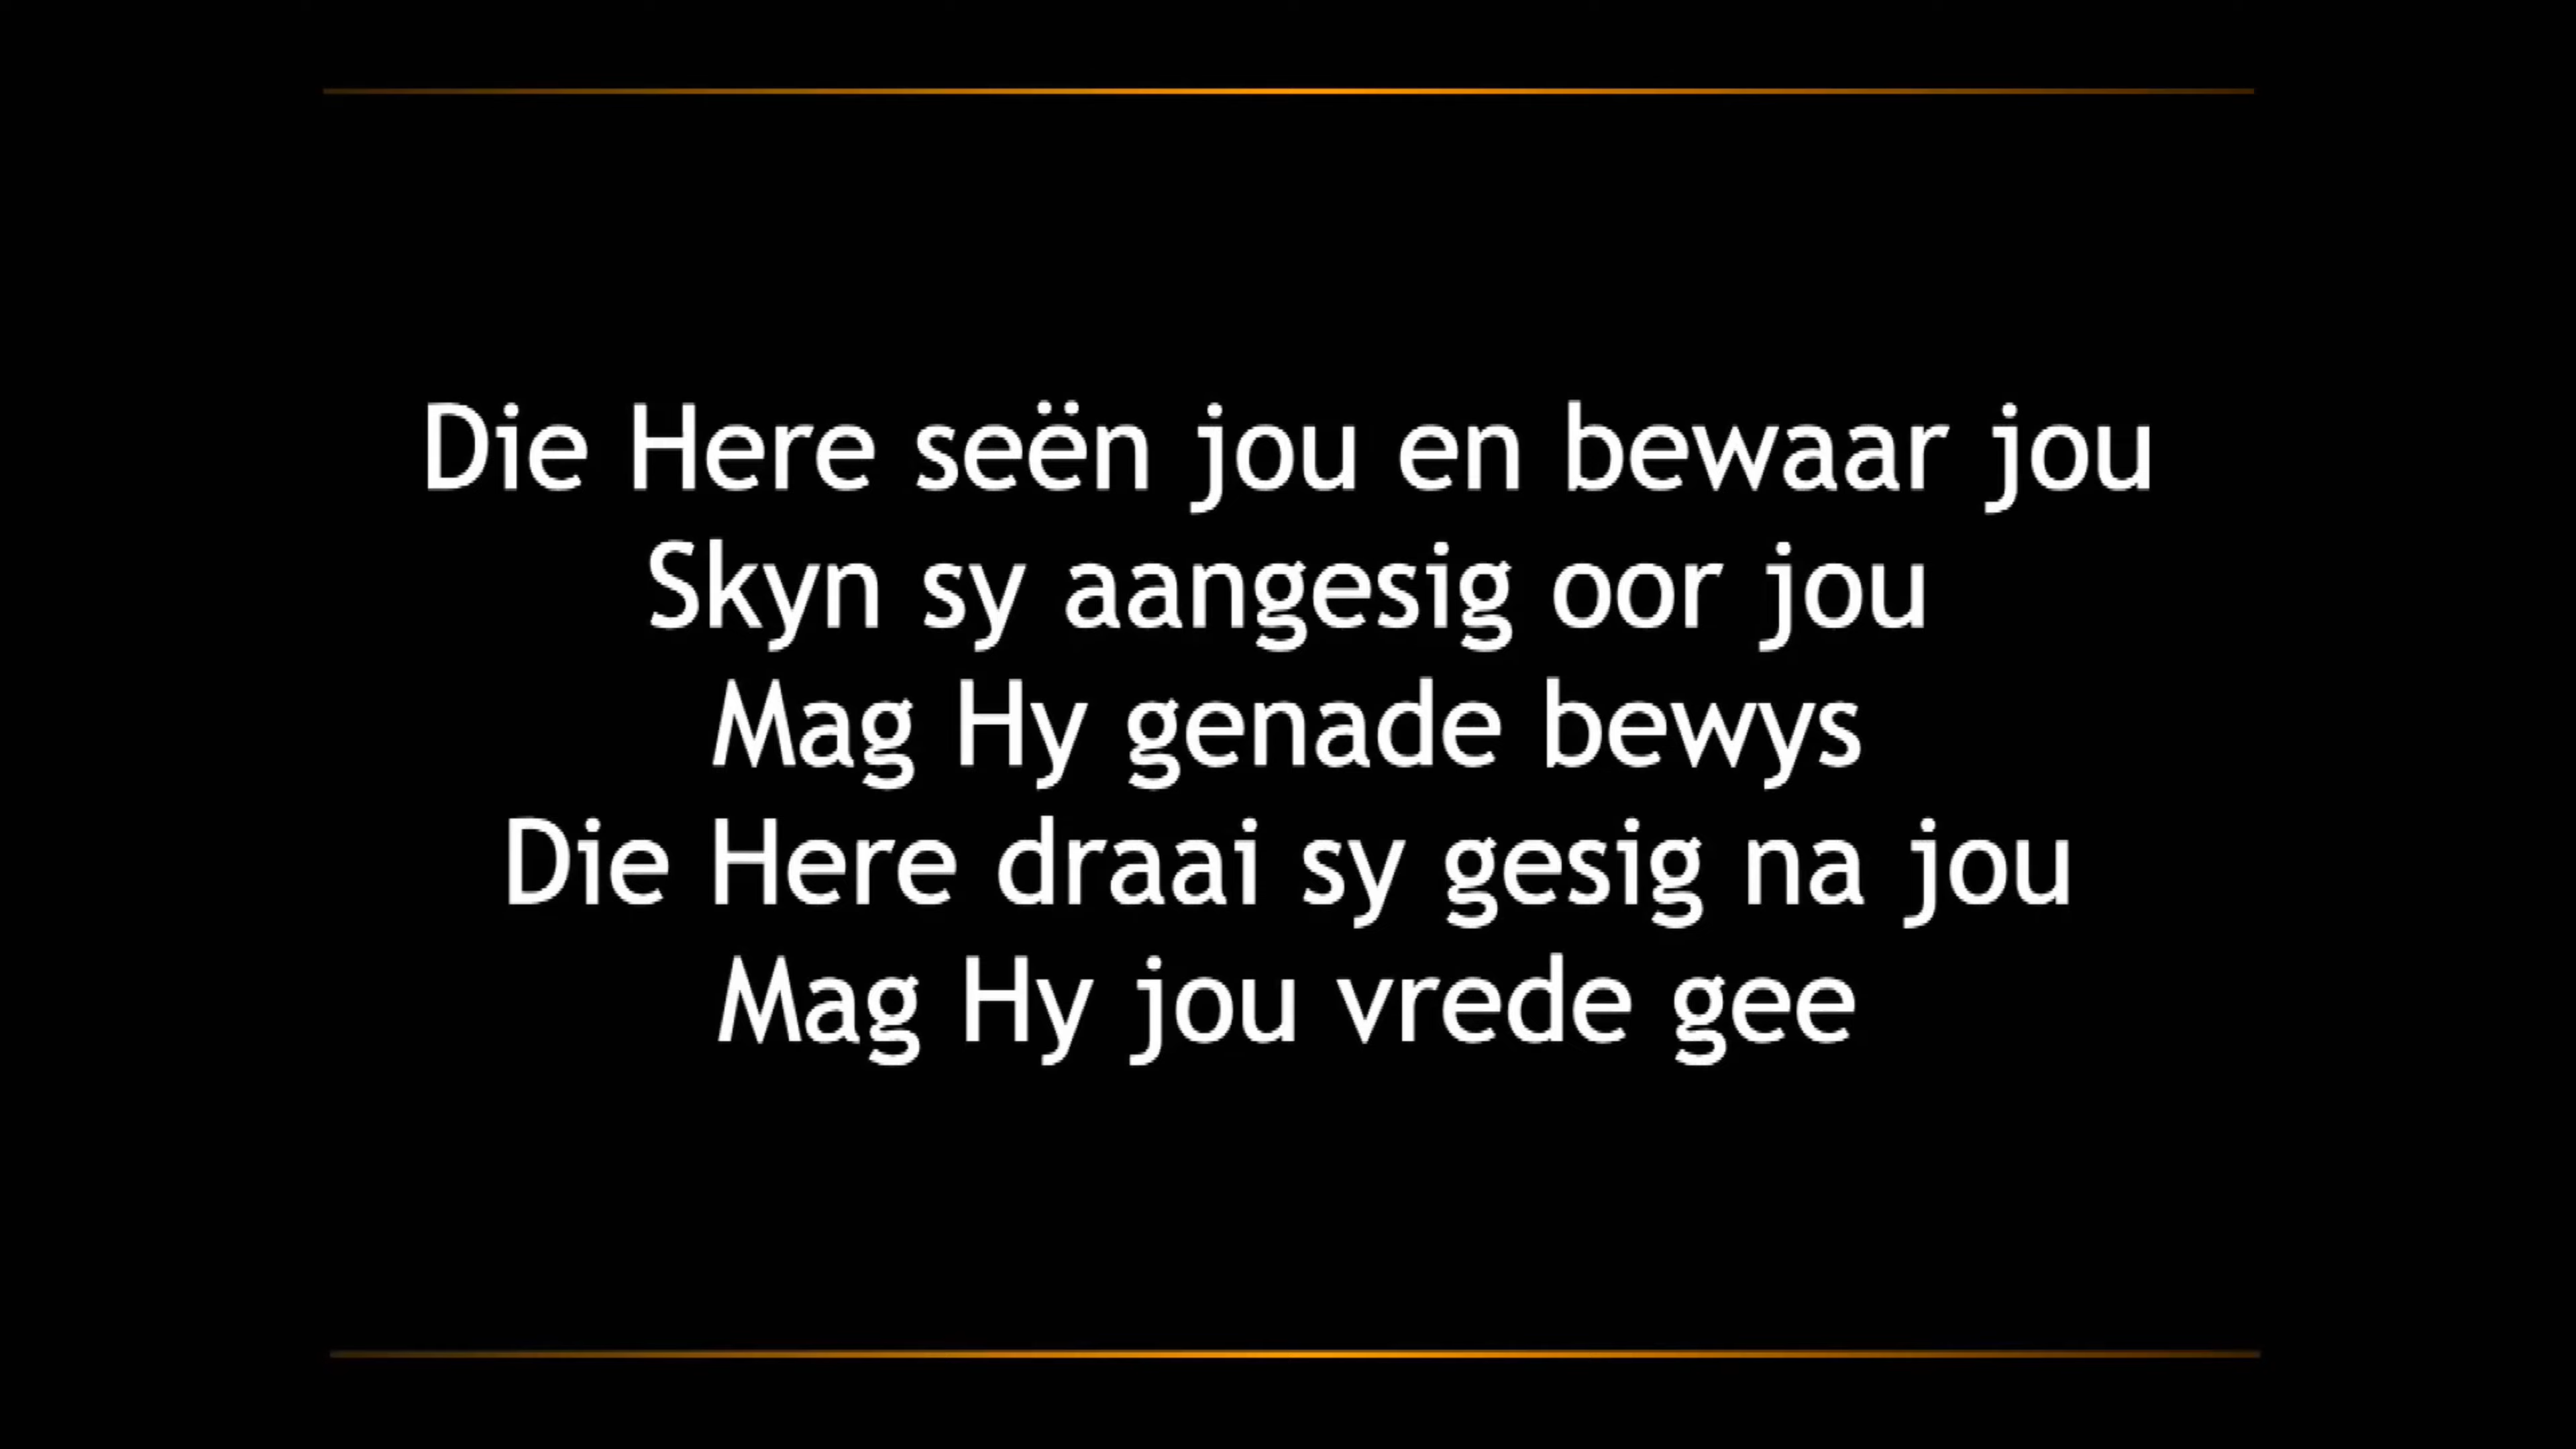 Die Here seën jou en bewaar jou
Skyn sy aangesig oor jou
Mag Hy genade bewys
Die Here draai sy gesig na jou
Mag Hy jou vrede gee